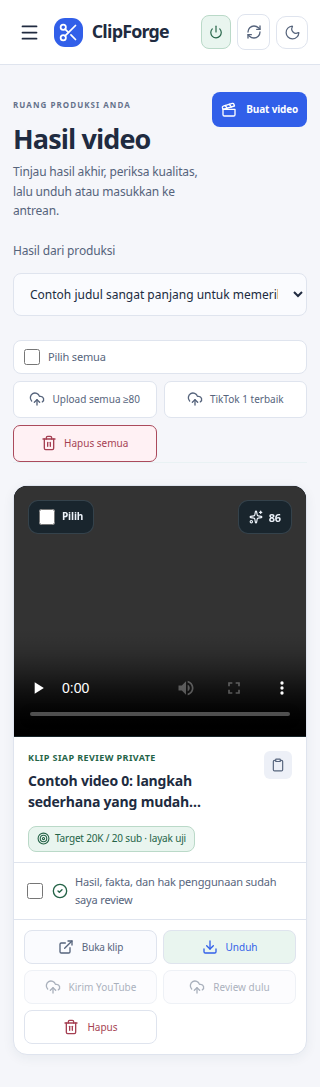 ClipForge
RUANG PRODUKSI ANDA
Buat video
Hasil video
Tinjau hasil akhir, periksa kualitas,
lalu unduh atau masukkan ke
antrean.
Hasil dari produksi
Contoh judul sangat panjang untuk memeril
Pilih semua
Upload semua ≥80
TikTok 1 terbaik
Hapus semua
Pilih
86
0:00
KLIP SIAP REVIEW PRIVATE
Contoh video 0: langkah
sederhana yang mudah...
Target 20K / 20 sub · layak uji
Hasil, fakta, dan hak penggunaan sudah
saya review
Buka klip
Unduh
Kirim YouTube
Review dulu
Hapus